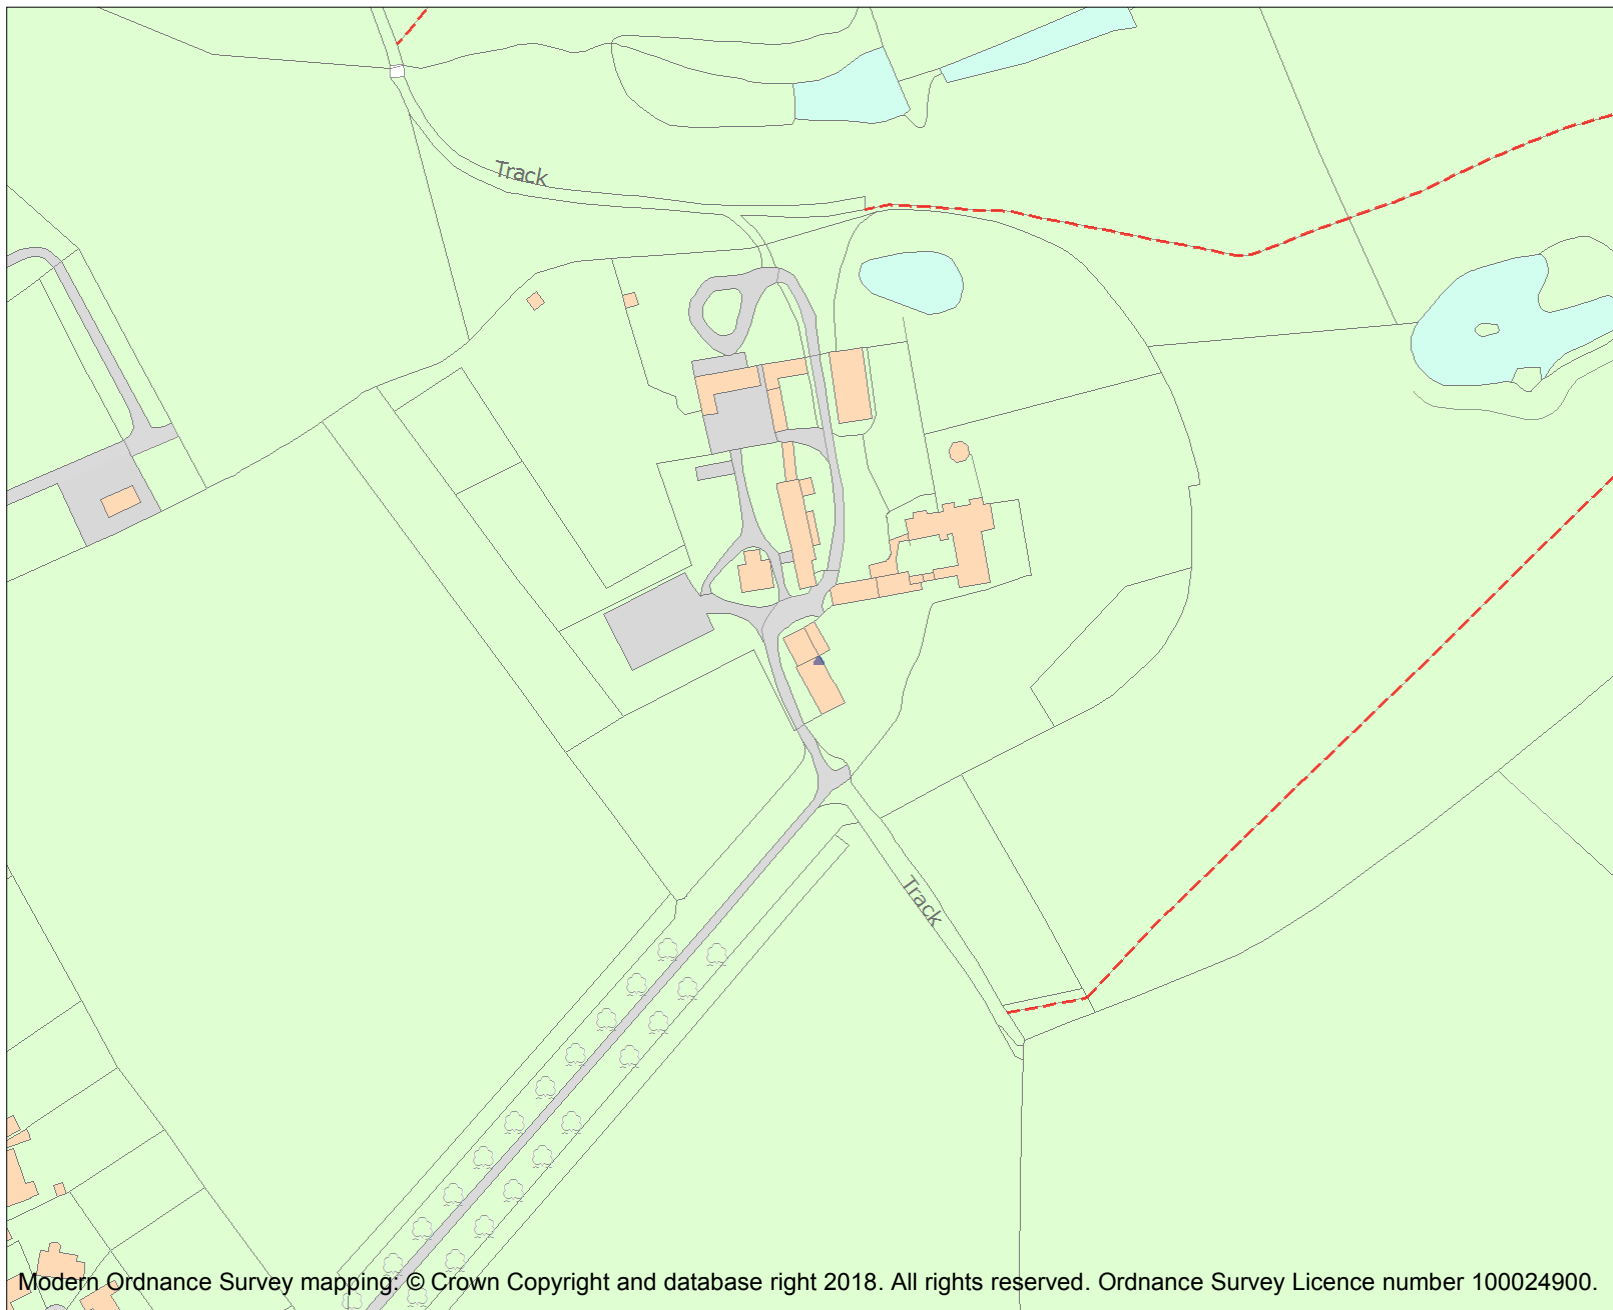 Track
Track
Modern Ordnance Survey mapping: © Crown Copyright and database right 2018. All rights reserved. Ordnance Survey Licence number 100024900.